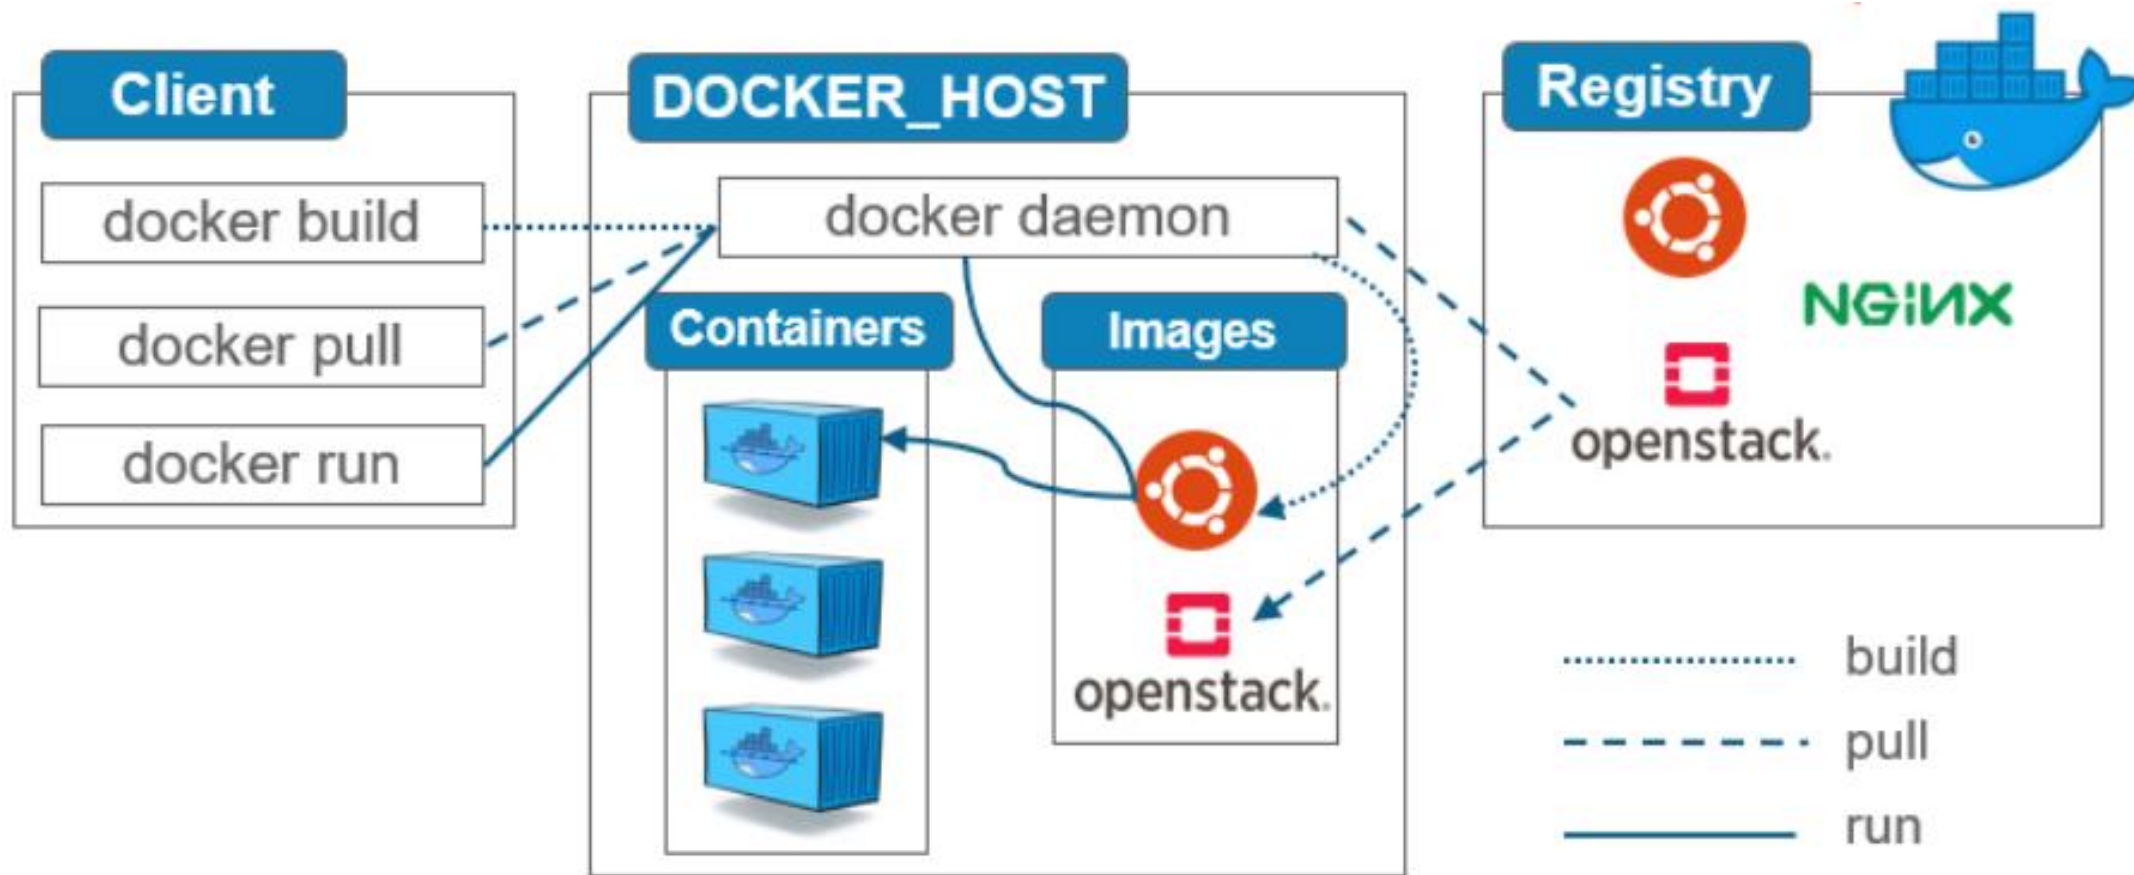 Client
docker build
docker pull
docker run
DOCKER_HOST
docker daemon
Containers
Images
openstack.
Registry
NGiNX
openstack.
build
pull
run